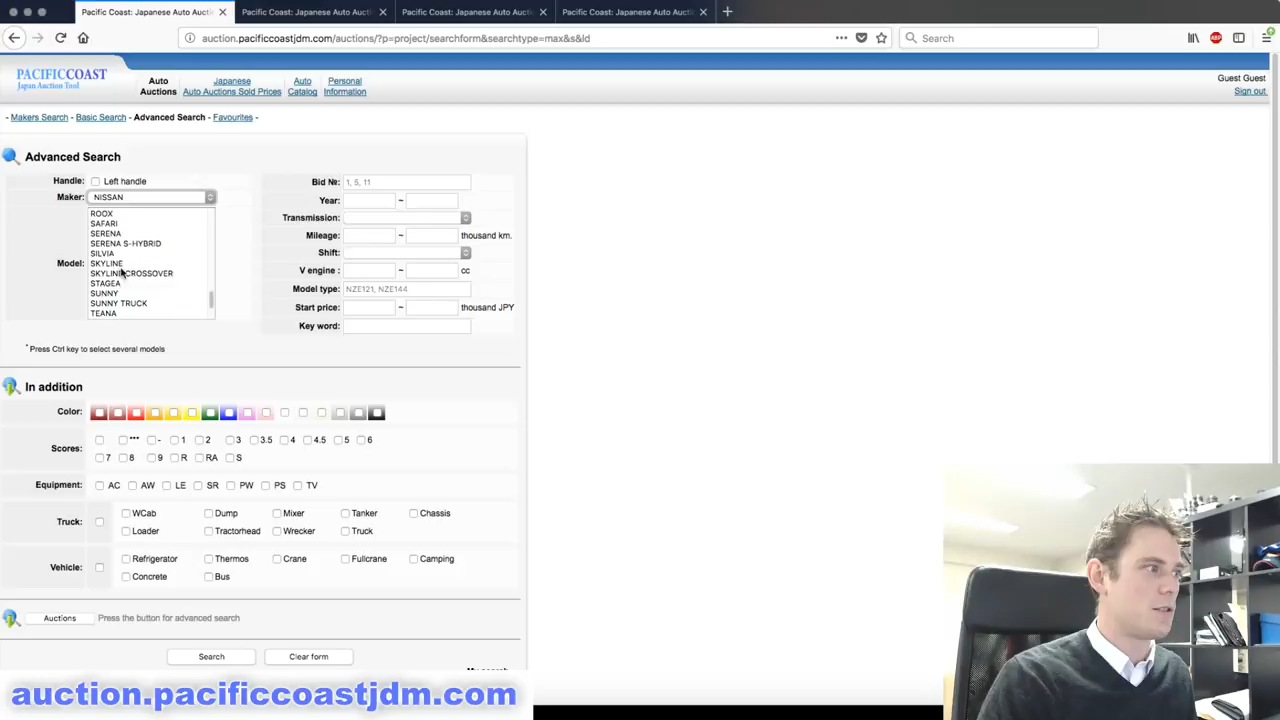 Pacific Coast: Japanese Auto Aucti Pacific Coast: Japanese Auto Aucti Pacific Coast: Japanese Auto Aucti Pacific Coast: Japanese Auto Aucti
auction.pacificcoastjdm.com/auctions/?p=project/searchform&searchtype=max&s&ld Search
PACIFICCOAST
Japan Auction Tool
Auto Auctions
Japanese Auto Auctions Sold Prices
Auto Catalog
Personal Information
Guest Guest
Sign out
- Makers Search - Basic Search - Advanced Search - Favourites -
Advanced Search
Handle: Left handle
Maker: NISSAN
Model:
ROOX
SAFARI
SERENA
SERENA S-HYBRID
SILVIA
SKYLINE
SKYLINE CROSSOVER
STAGEA
SUNNY
SUNNY TRUCK
TEANA
* Press Ctrl key to select several models
Bid №: 1, 5, 11
Year: ~
Transmission:
Mileage: ~ thousand km.
Shift:
V engine: ~ cc
Model type: NZE121, NZE144
Start price: ~ thousand JPY
Key word:
In addition
Color:
Scores: *** - 1 2 3 3.5 4 4.5 5 6
7 8 9 R RA S
Equipment: AC AW LE SR PW PS TV
Truck: WCab Dump Mixer Tanker Chassis
Loader Tractorhead Wrecker Truck
Vehicle: Refrigerator Thermos Crane Fullcrane Camping
Concrete Bus
Auctions Press the button for advanced search
Search Clear form
auction.pacificcoastjdm.com